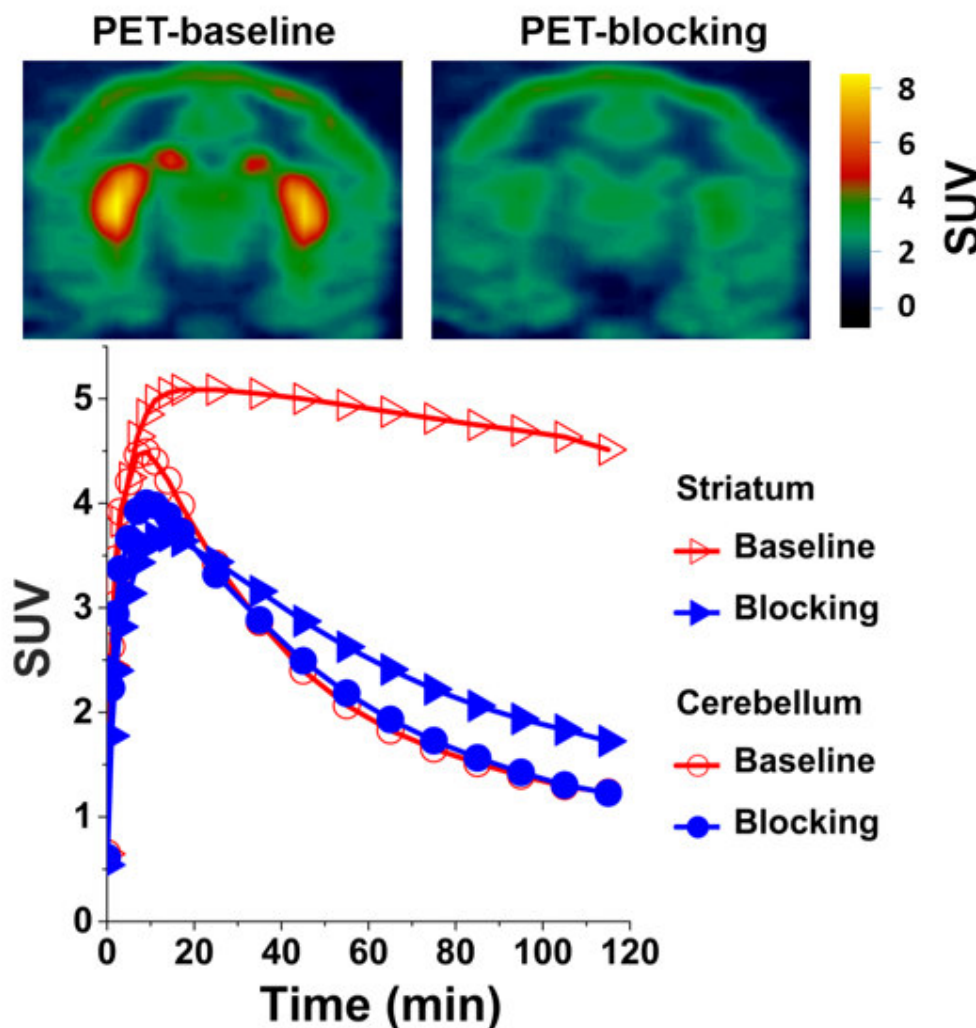 PET-baseline
PET-blocking
8
6
4
2
0
SUV
5
4
3
2
1
0
SUV
0 20 40 60 80 100 120
Time (min)
Striatum
Baseline
Blocking
Cerebellum
Baseline
Blocking